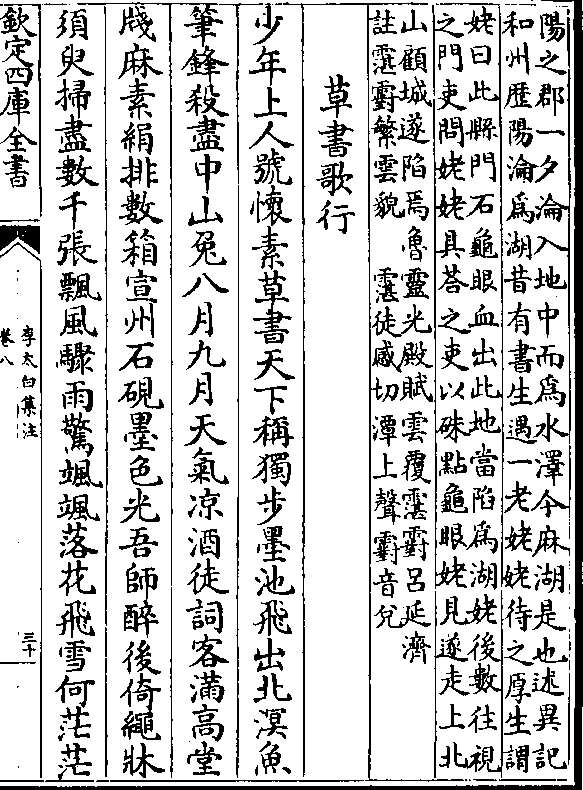 陽之郡一夕淪入地中而爲水澤今麻湖是也述異記
和州歴陽淪爲湖昔有書生遇一老姥姥待之厚生謂
姥曰此縣門石龜眼血出此地當陷爲湖姥後數往視
之門吏問姥姥具荅之吏以硃點龜眼姥見遂走上北
山顧城遂陷焉魯靈光殿賦雲覆霮䨴吕延濟
註霮䨴繁雲貌　霮徒感切潭上聲䨴音兊
草書歌行
少年上人號懷素草書天下稱獨步墨池飛出北溟魚
筆鋒殺盡中山兔八月九月天氣凉酒徒詞客滿髙堂
牋麻素絹排數箱宣州石硯墨色光吾師醉後倚繩牀
須臾掃盡數千張飄風驟雨驚颯颯落花飛雪何茫茫
欽定四庫全書
李太白集注
卷八
三十